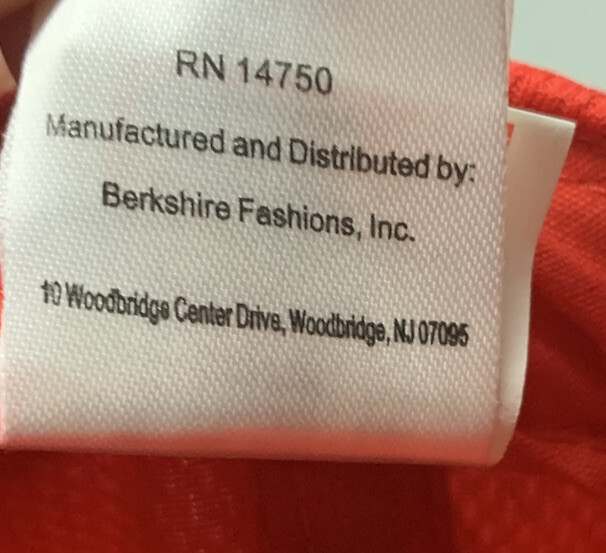 RN 14750
Manufactured and Distributed by:
Berkshire Fashions, Inc.
10 Woodbridge Center Drive, Woodbridge, NJ 07095